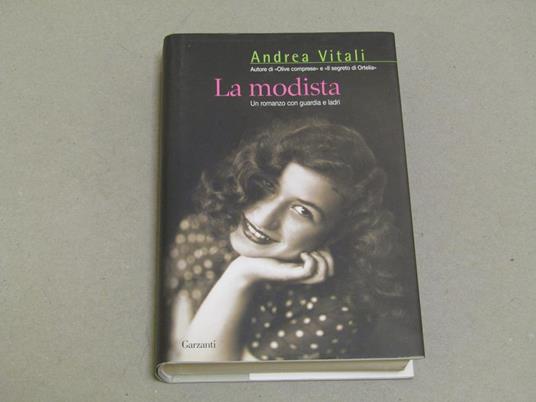 Andrea Vitali
Autore di «Olive comprese» e «Il segreto di Ortelia»
La modista
Un romanzo con guardia e ladri
Garzanti